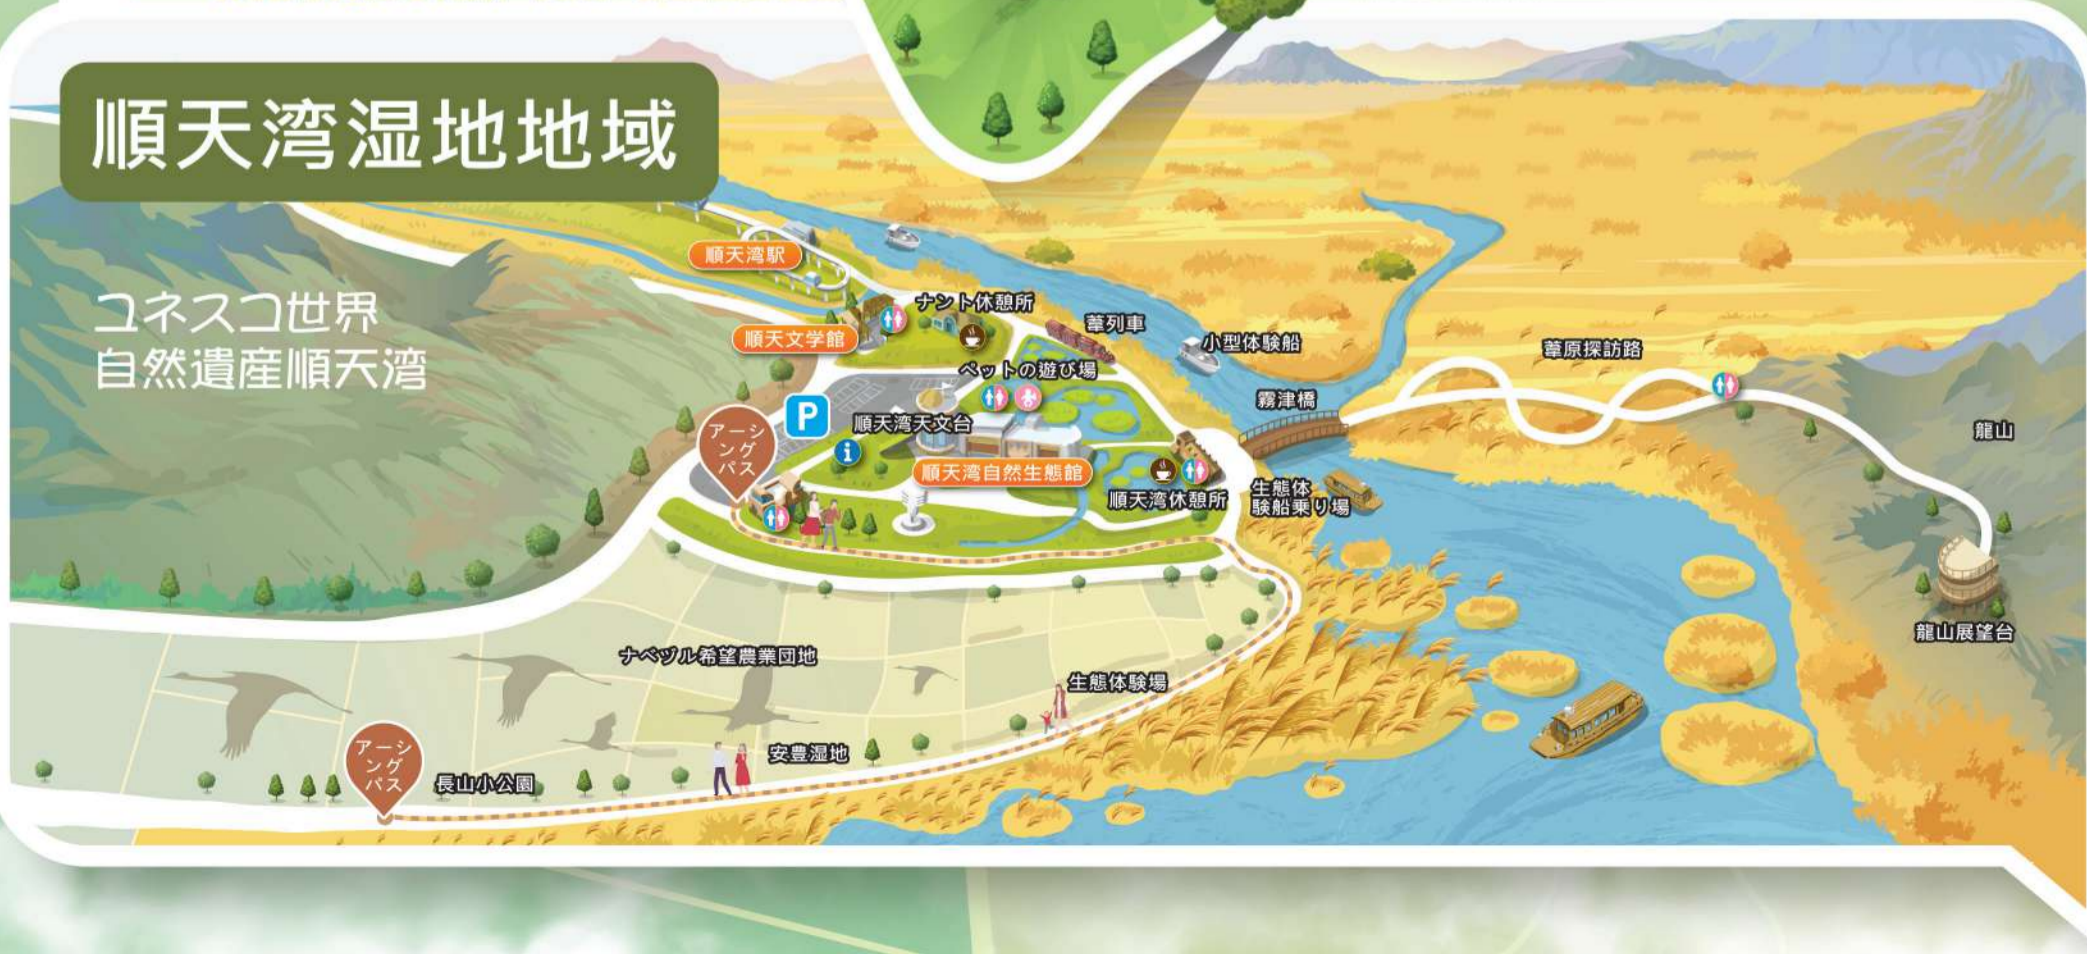 順天湾湿地地域
コネスコ世界
自然遺産順天湾
順天湾駅
ナント休憩所
順天文学館
葦列車
小型体験船
葦原探訪路
ペットの遊び場
霧津橋
P
アーシ
ング
パス
順天湾天文台
i
龍山
順天湾自然生態館
順天湾休憩所
生態体
験船乗り場
龍山展望台
ナベヅル希望農業団地
生態体験場
安豊湿地
アーシ
ング
パス
長山小公園